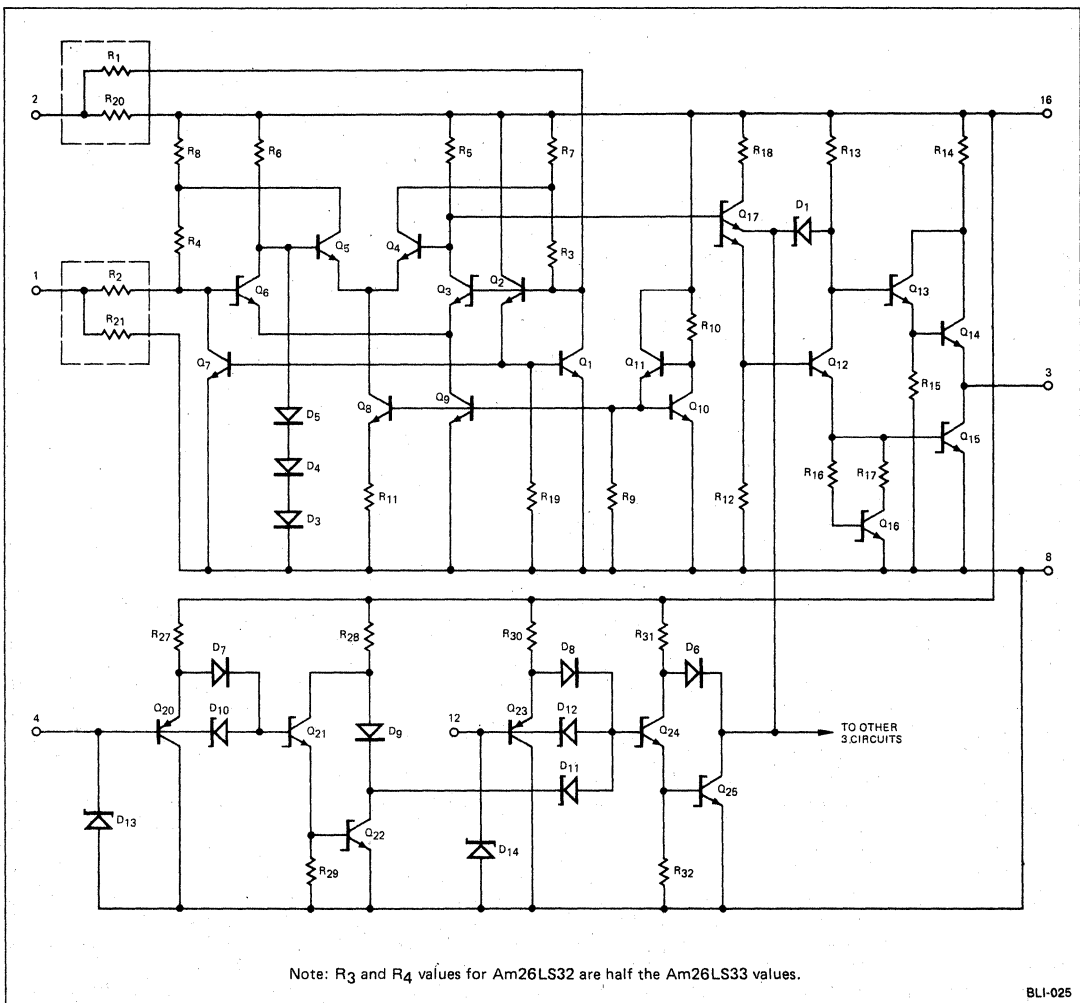 R1
2
R20
16
R8
R6
R5
R7
R18
R13
R14
D1
Q17
R4
Q5
Q4
R3
1
R2
Q6
Q3
Q2
Q13
R21
R10
Q14
Q7
Q1
Q11
Q12
R15
3
Q8
Q9
Q10
D5
Q15
D4
R11
R19
R9
R12
R16
R17
D3
Q16
8
R27
R28
R30
R31
D7
D8
D6
Q20
D10
Q23
D12
4
Q21
D9
12
Q24
TO OTHER
3 CIRCUITS
D11
Q25
D13
Q22
D14
R29
R32
Note: R3 and R4 values for Am26LS32 are half the Am26LS33 values.
BLI-025